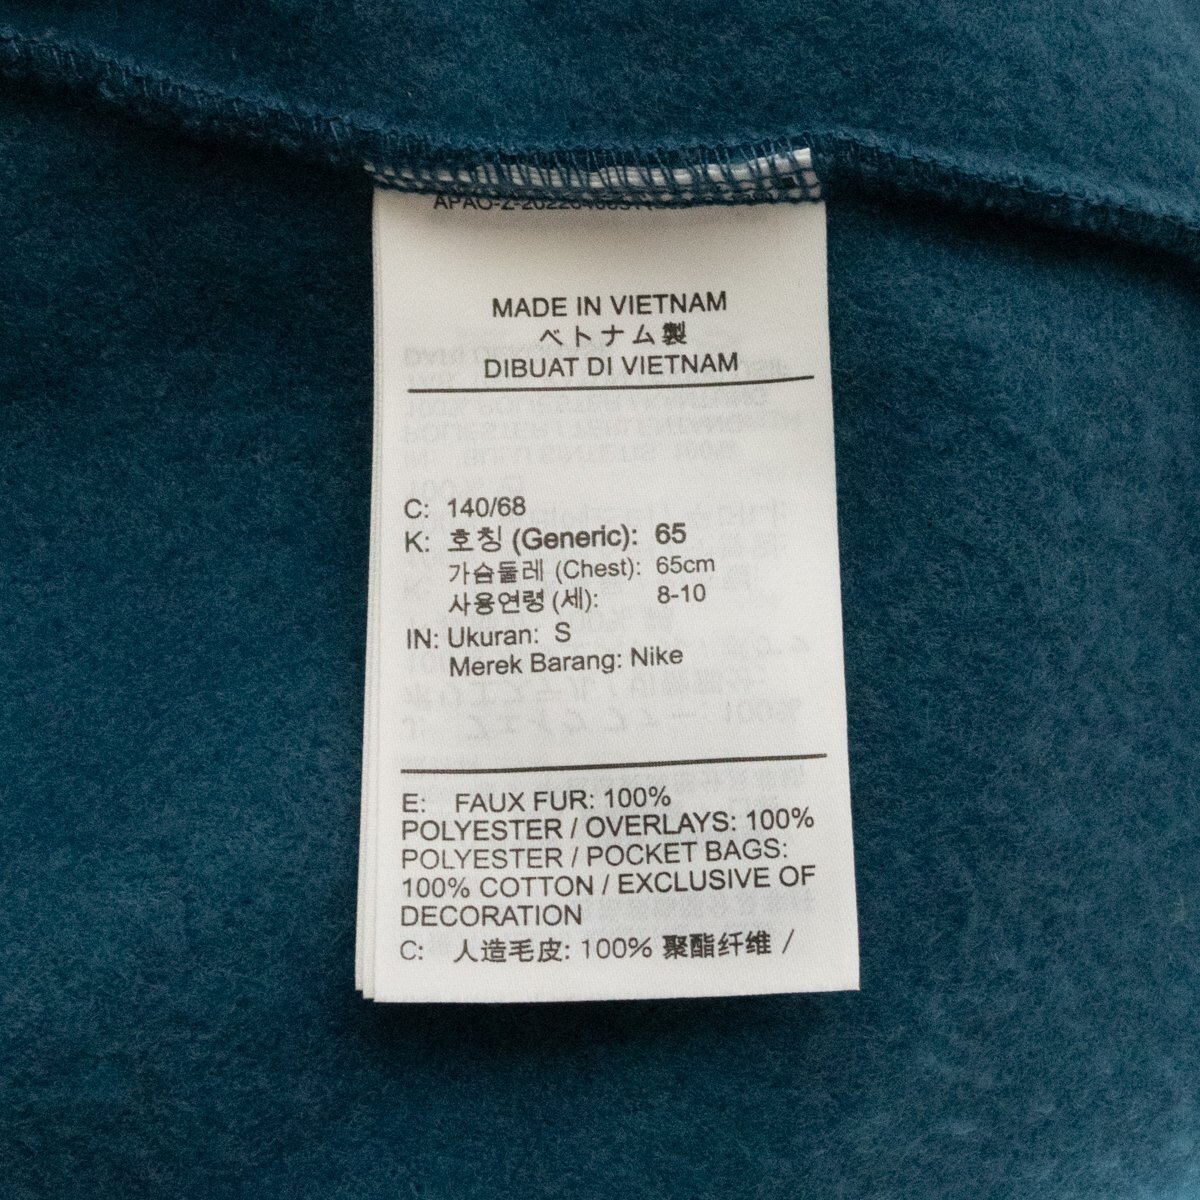 MADE IN VIETNAM
ベトナム製
DIBUAT DI VIETNAM
C: 140/68
K: 호칭 (Generic): 65
가슴둘레 (Chest): 65cm
사용연령 (세): 8-10
IN: Ukuran: S
Merek Barang: Nike
E: FAUX FUR: 100%
POLYESTER / OVERLAYS: 100%
POLYESTER / POCKET BAGS:
100% COTTON / EXCLUSIVE OF
DECORATION
C: 人造毛皮: 100% 聚酯纤维 /